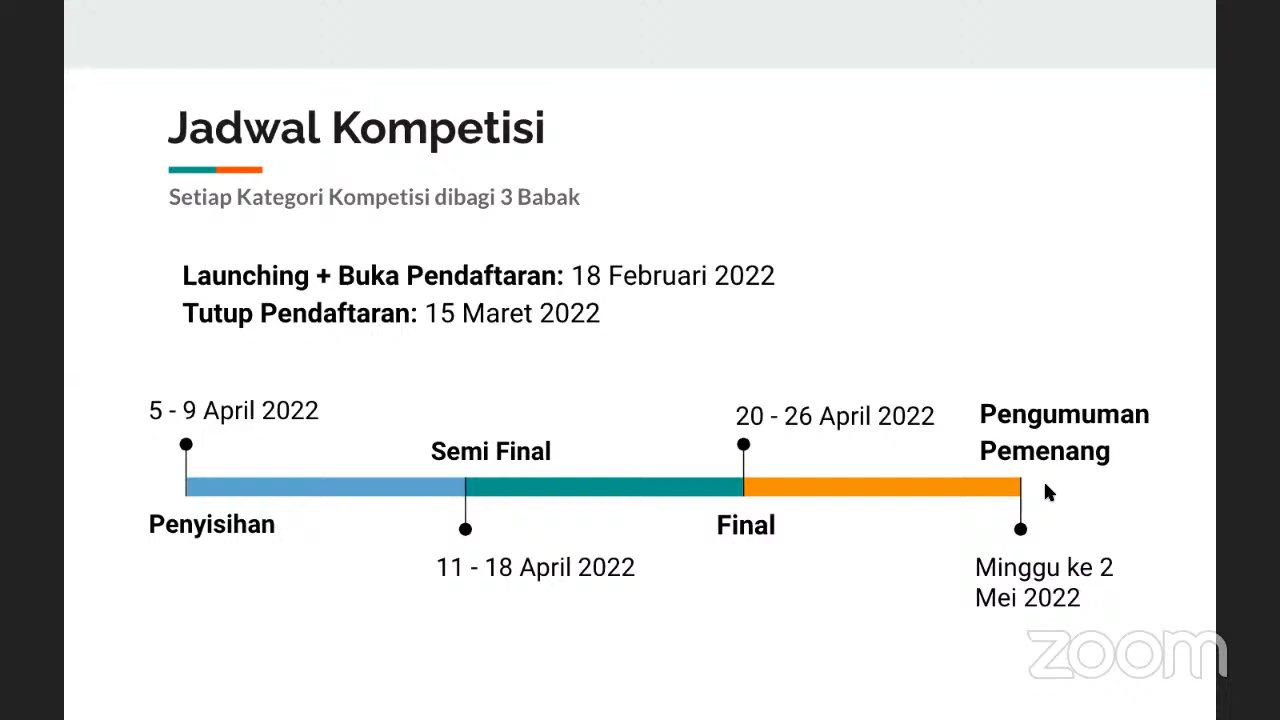 Jadwal Kompetisi
Setiap Kategori Kompetisi dibagi 3 Babak
Launching + Buka Pendaftaran: 18 Februari 2022
Tutup Pendaftaran: 15 Maret 2022
5 - 9 April 2022
Penyisihan
Semi Final
11 - 18 April 2022
20 - 26 April 2022
Final
Pengumuman
Pemenang
Minggu ke 2
Mei 2022
zoom